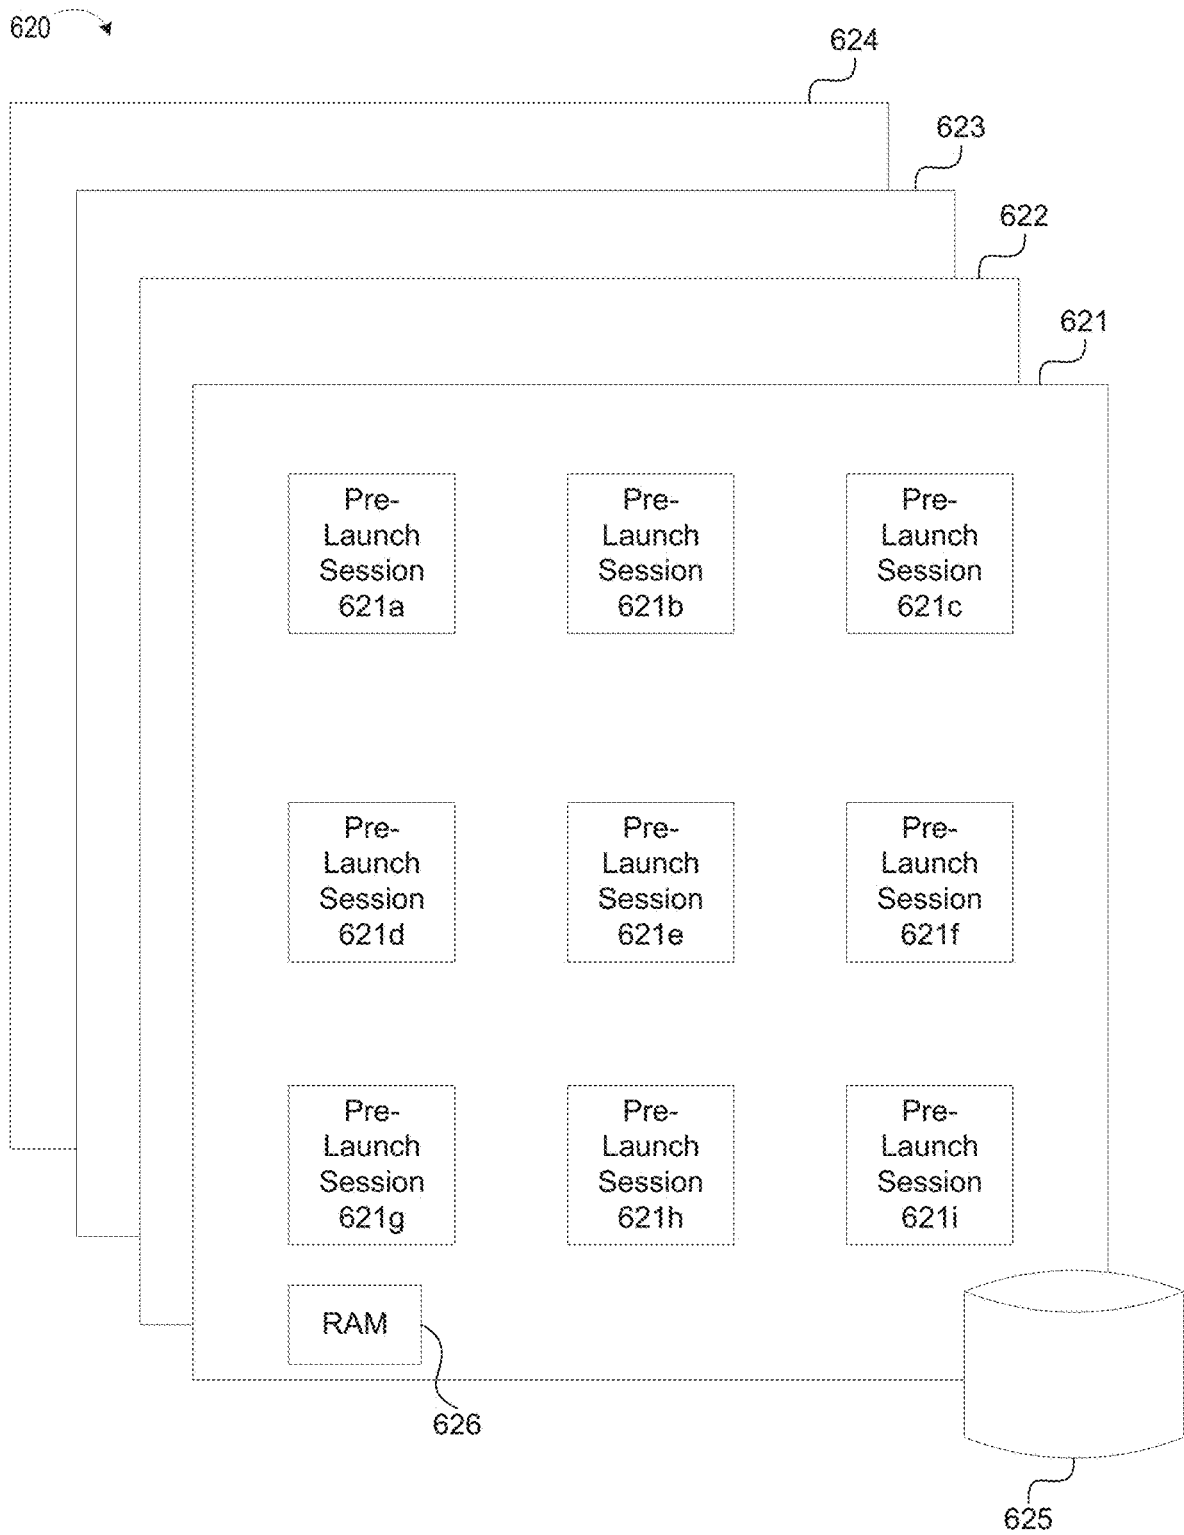 620
624
623
622
621
Pre-
Launch
Session
621a
Pre-
Launch
Session
621b
Pre-
Launch
Session
621c
Pre-
Launch
Session
621d
Pre-
Launch
Session
621e
Pre-
Launch
Session
621f
Pre-
Launch
Session
621g
Pre-
Launch
Session
621h
Pre-
Launch
Session
621i
RAM
626
625